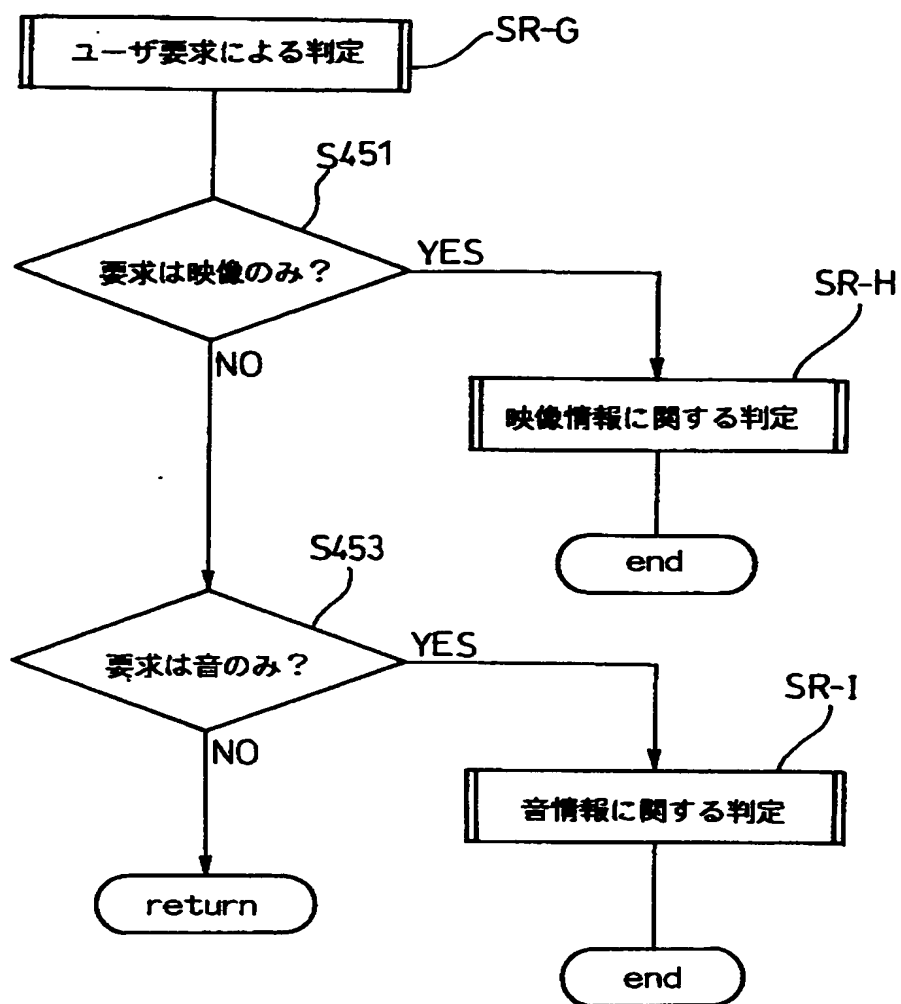 ユーザ要求による判定
SR-G
S451
要求は映像のみ?
YES
SR-H
NO
映像情報に関する判定
end
S453
要求は音のみ?
YES
SR-I
NO
音情報に関する判定
return
end